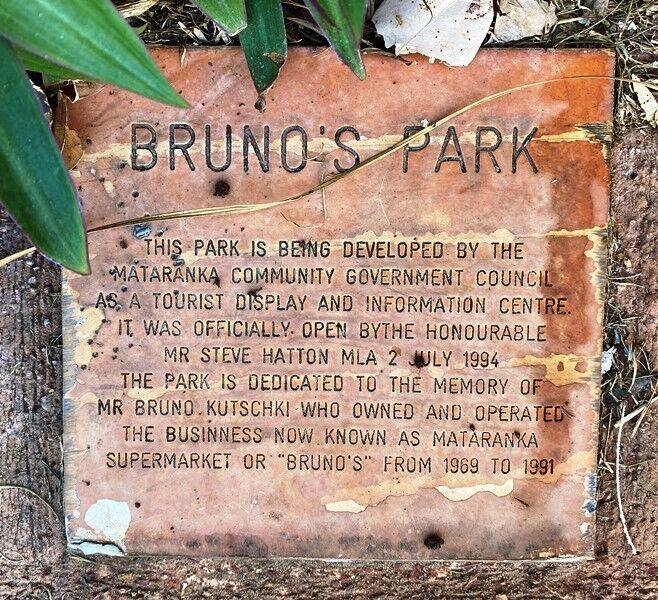 BRUNO'S PARK
THIS PARK IS BEING DEVELOPED BY THE
MATARANKA COMMUNITY GOVERNMENT COUNCIL
AS A TOURIST DISPLAY AND INFORMATION CENTRE.
IT WAS OFFICIALLY OPEN BYTHE HONOURABLE
MR STEVE HATTON MLA 2 JULY 1994
THE PARK IS DEDICATED TO THE MEMORY OF
MR BRUNO KUTSCHKI WHO OWNED AND OPERATED
THE BUSINNESS NOW KNOWN AS MATARANKA
SUPERMARKET OR "BRUNO'S" FROM 1969 TO 1991